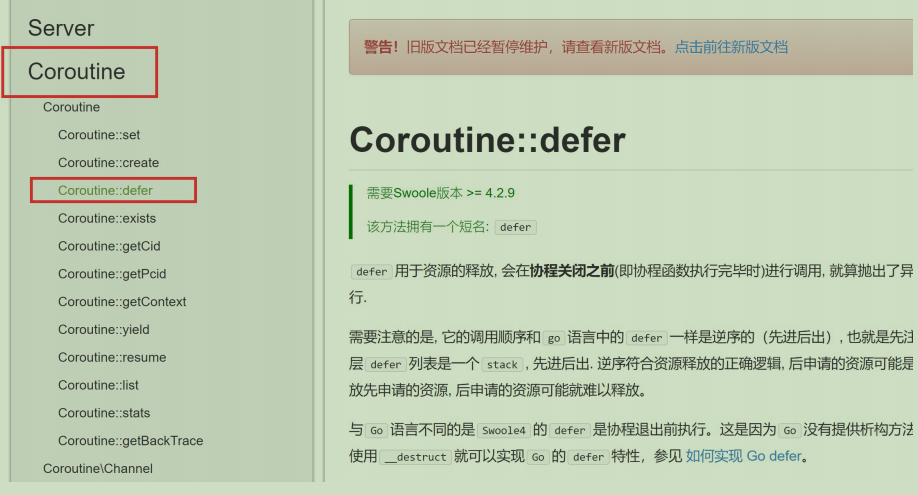 Server
Coroutine
Coroutine
Coroutine::set
Coroutine::create
Coroutine::defer
Coroutine::exists
Coroutine::getCid
Coroutine::getPcid
Coroutine::getContext
Coroutine::yield
Coroutine::resume
Coroutine::list
Coroutine::stats
Coroutine::getBackTrace
Coroutine\Channel
警告！旧版文档已经暂停维护，请查看新版文档。点击前往新版文档
Coroutine::defer
需要Swoole版本 >= 4.2.9
该方法拥有一个短名: defer
defer 用于资源的释放, 会在协程关闭之前(即协程函数执行完毕时)进行调用, 就算抛出了异
行.
需要注意的是, 它的调用顺序和 go 语言中的 defer 一样是逆序的（先进后出）, 也就是先注
层 defer 列表是一个 stack , 先进后出. 逆序符合资源释放的正确逻辑, 后申请的资源可能是
放先申请的资源, 后申请的资源可能就难以释放。
与 Go 语言不同的是 Swoole4 的 defer 是协程退出前执行。这是因为 Go 没有提供析构方法
使用 __destruct 就可以实现 Go 的 defer 特性，参见 如何实现 Go defer。